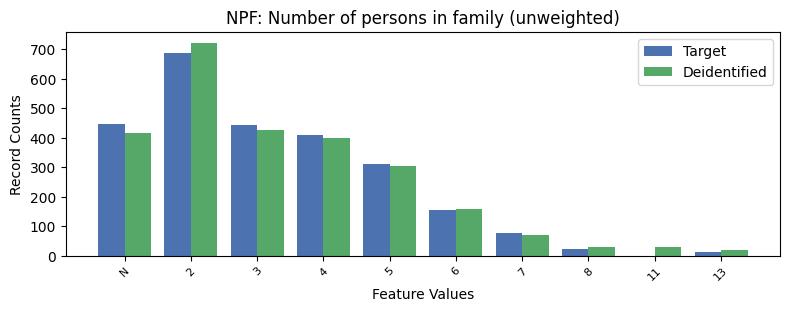 NPF: Number of persons in family (unweighted)
Target
Deidentified
Record Counts
700
600
500
400
300
200
100
0
N 2 3 4 5 6 7 8 11 13
Feature Values